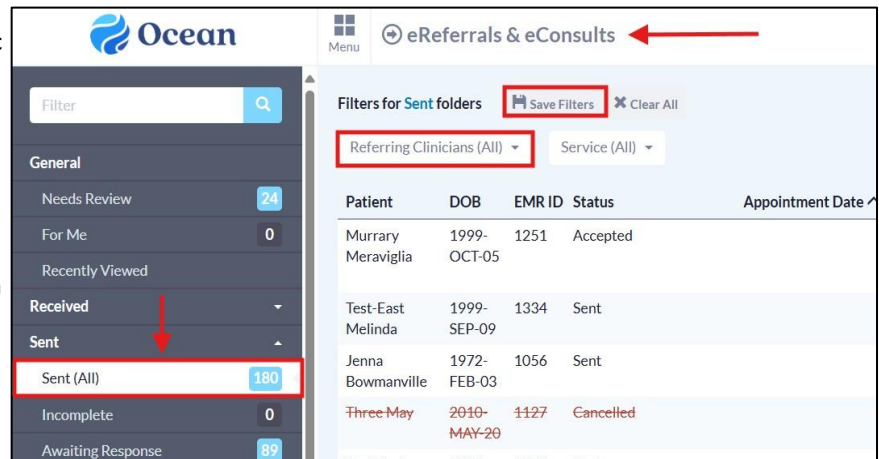 Ocean
Menu
eReferrals & eConsults
Filter
General
Needs Review 24
For Me 0
Recently Viewed
Received
Sent
Sent (All) 180
Incomplete 0
Awaiting Response 89
Filters for Sent folders Save Filters Clear All
Referring Clinicians (All) Service (All)
Patient DOB EMR ID Status Appointment Date
Murrary 1999- 1251 Accepted
Meraviglia OCT-05
Test-East 1999- 1334 Sent
Melinda SEP-09
Jenna 1972- 1056 Sent
Bowmanville FEB-03
Three May 2010- 1127 Cancelled
MAY-20